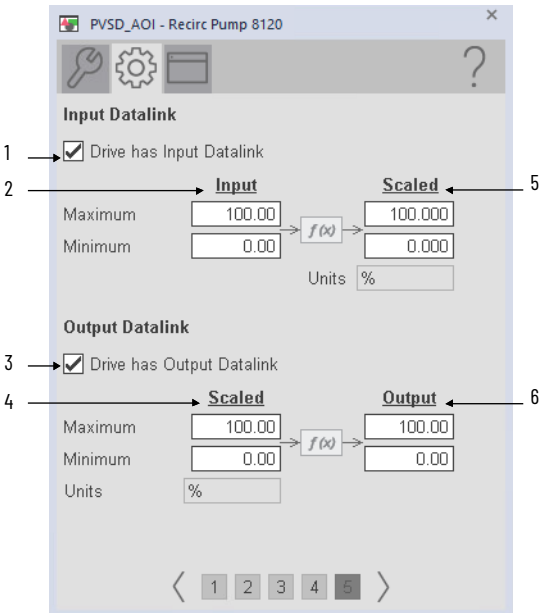 PVSD_AOI - Recirc Pump 8120 ×
?
Input Datalink
1 Drive has Input Datalink
2 Input Scaled 5
Maximum 100.00 f(x) 100.000
Minimum 0.00 0.000
Units %
Output Datalink
3 Drive has Output Datalink
4 Scaled Output 6
Maximum 100.00 f(x) 100.00
Minimum 0.00 0.00
Units %
1 2 3 4 5